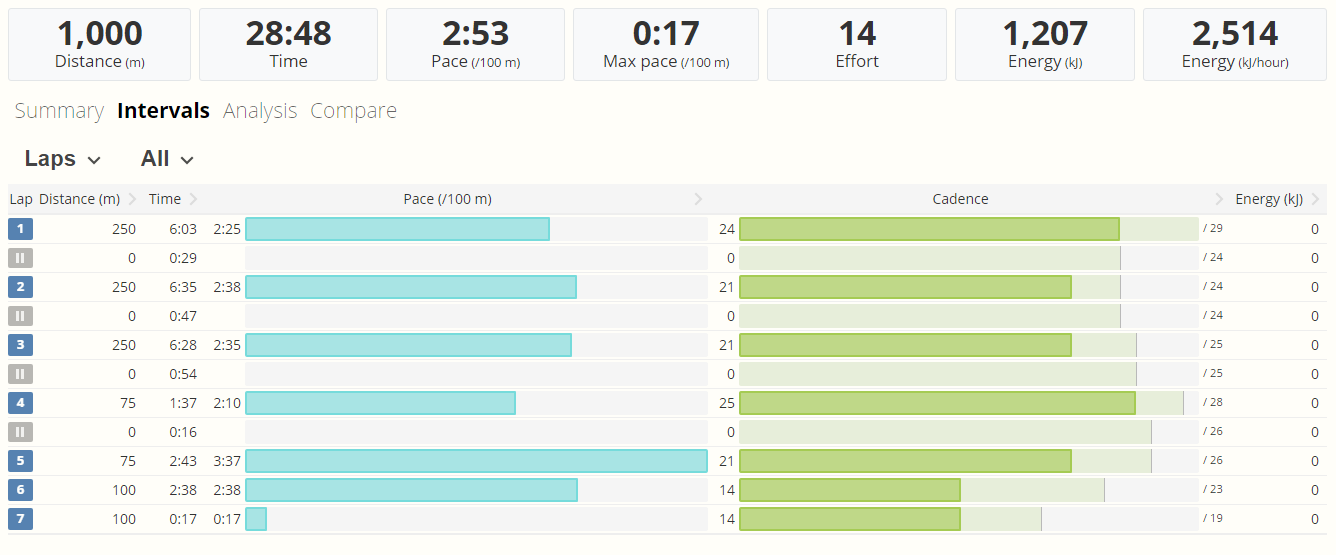 1,000 28:48 2:53 0:17 14 1,207 2,514
Distance (m) Time Pace (/100 m) Max pace (/100 m) Effort Energy (kJ) Energy (kJ/hour)
Summary Intervals Analysis Compare
Laps All
Lap Distance (m) Time Pace (/100 m) Cadence Energy (kJ)
1 250 6:03 2:25 24 / 29 0
0 0:29 0 / 24 0
2 250 6:35 2:38 21 / 24 0
0 0:47 0 / 24 0
3 250 6:28 2:35 21 / 25 0
0 0:54 0 / 25 0
4 75 1:37 2:10 25 / 28 0
0 0:16 0 / 26 0
5 75 2:43 3:37 21 / 26 0
6 100 2:38 2:38 14 / 23 0
7 100 0:17 0:17 14 / 19 0